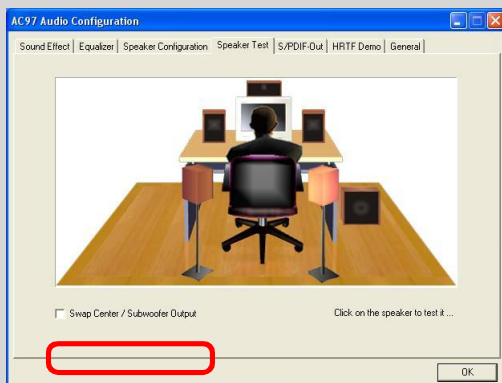 AC97 Audio Configuration
Sound Effect Equalizer Speaker Configuration Speaker Test S/PDIF-Out HRTF Demo General
Swap Center / Subwoofer Output Click on the speaker to test it ...
OK